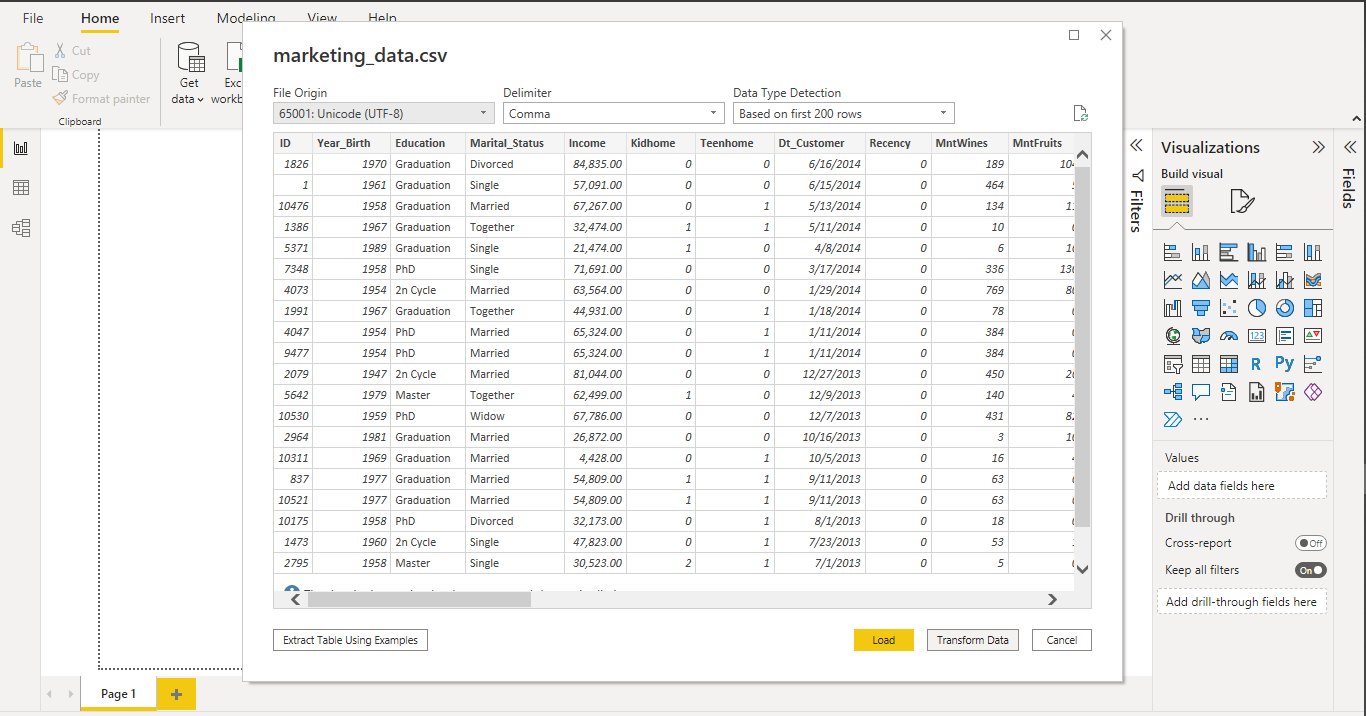 File Home Insert Modeling View Help
Paste
Cut
Copy
Format painter
Clipboard
Get
data
marketing_data.csv
File Origin Delimiter Data Type Detection
65001: Unicode (UTF-8) Comma Based on first 200 rows
ID Year_Birth Education Marital_Status Income Kidhome Teenhome Dt_Customer Recency MntWines MntFruits
1826 1970 Graduation Divorced 84,835.00 0 0 6/16/2014 0 189
1 1961 Graduation Single 57,091.00 0 0 6/15/2014 0 464
10476 1958 Graduation Married 67,267.00 0 1 5/13/2014 0 134
1386 1967 Graduation Together 32,474.00 1 1 5/11/2014 0 10
5371 1989 Graduation Single 21,474.00 1 0 4/8/2014 0 6
7348 1958 PhD Single 71,691.00 0 0 3/17/2014 0 336
4073 1954 2n Cycle Married 63,564.00 0 0 1/29/2014 0 769
1991 1967 Graduation Together 44,931.00 0 1 1/18/2014 0 78
4047 1954 PhD Married 65,324.00 0 1 1/11/2014 0 384
9477 1954 PhD Married 65,324.00 0 1 1/11/2014 0 384
2079 1947 2n Cycle Married 81,044.00 0 0 12/27/2013 0 450
5642 1979 Master Together 62,499.00 1 0 12/9/2013 0 140
10530 1959 PhD Widow 67,786.00 0 0 12/7/2013 0 431
2964 1981 Graduation Married 26,872.00 0 0 10/16/2013 0 3
10311 1969 Graduation Married 4,428.00 0 1 10/5/2013 0 16
837 1977 Graduation Married 54,809.00 1 1 9/11/2013 0 63
10521 1977 Graduation Married 54,809.00 1 1 9/11/2013 0 63
10175 1958 PhD Divorced 32,173.00 0 1 8/1/2013 0 18
1473 1960 2n Cycle Single 47,823.00 0 1 7/23/2013 0 53
2795 1958 Master Single 30,523.00 2 1 7/1/2013 0 5
Extract Table Using Examples Load Transform Data Cancel
Filters
Visualizations
Build visual
123
R Py
Values
Add data fields here
Drill through
Cross-report Off
Keep all filters On
Add drill-through fields here
Fields
Page 1